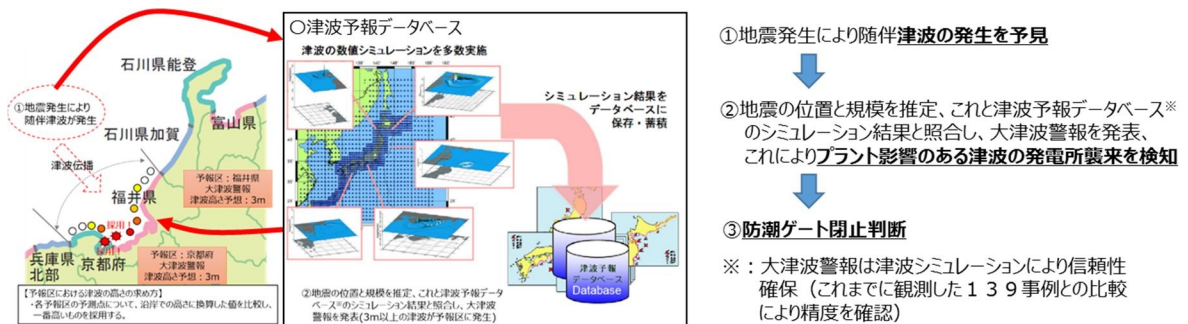 石川県能登
①地震発生により
随伴津波が発生
富山県
石川県加賀
津波伝播
予報区：福井県
大津波警報
津波高さ予想：3m
福井県
採用！
採用！
兵庫県
北部
京都府
予報区：京都府
大津波警報
津波高さ予想：3m
【予報区における津波の高さの求め方】
・各予報区の予測点について、沿岸での高さに換算した値を比較し、
一番高いものを採用する。
〇津波予報データベース
津波の数値シミュレーションを多数実施
シミュレーション結果を
データベースに
保存・蓄積
津波予報
データベース
Database
②地震の位置と規模を推定、これと津波予報データ
ベース※のシミュレーション結果と照合し、大津波
警報を発表(3m以上の津波が予報区に発生)
①地震発生により随伴津波の発生を予見
②地震の位置と規模を推定、これと津波予報データベース※
のシミュレーション結果と照合し、大津波警報を発表、
これによりプラント影響のある津波の発電所襲来を検知
③防潮ゲート閉止判断
※：大津波警報は津波シミュレーションにより信頼性
確保（これまでに観測した１３９事例との比較
により精度を確認）